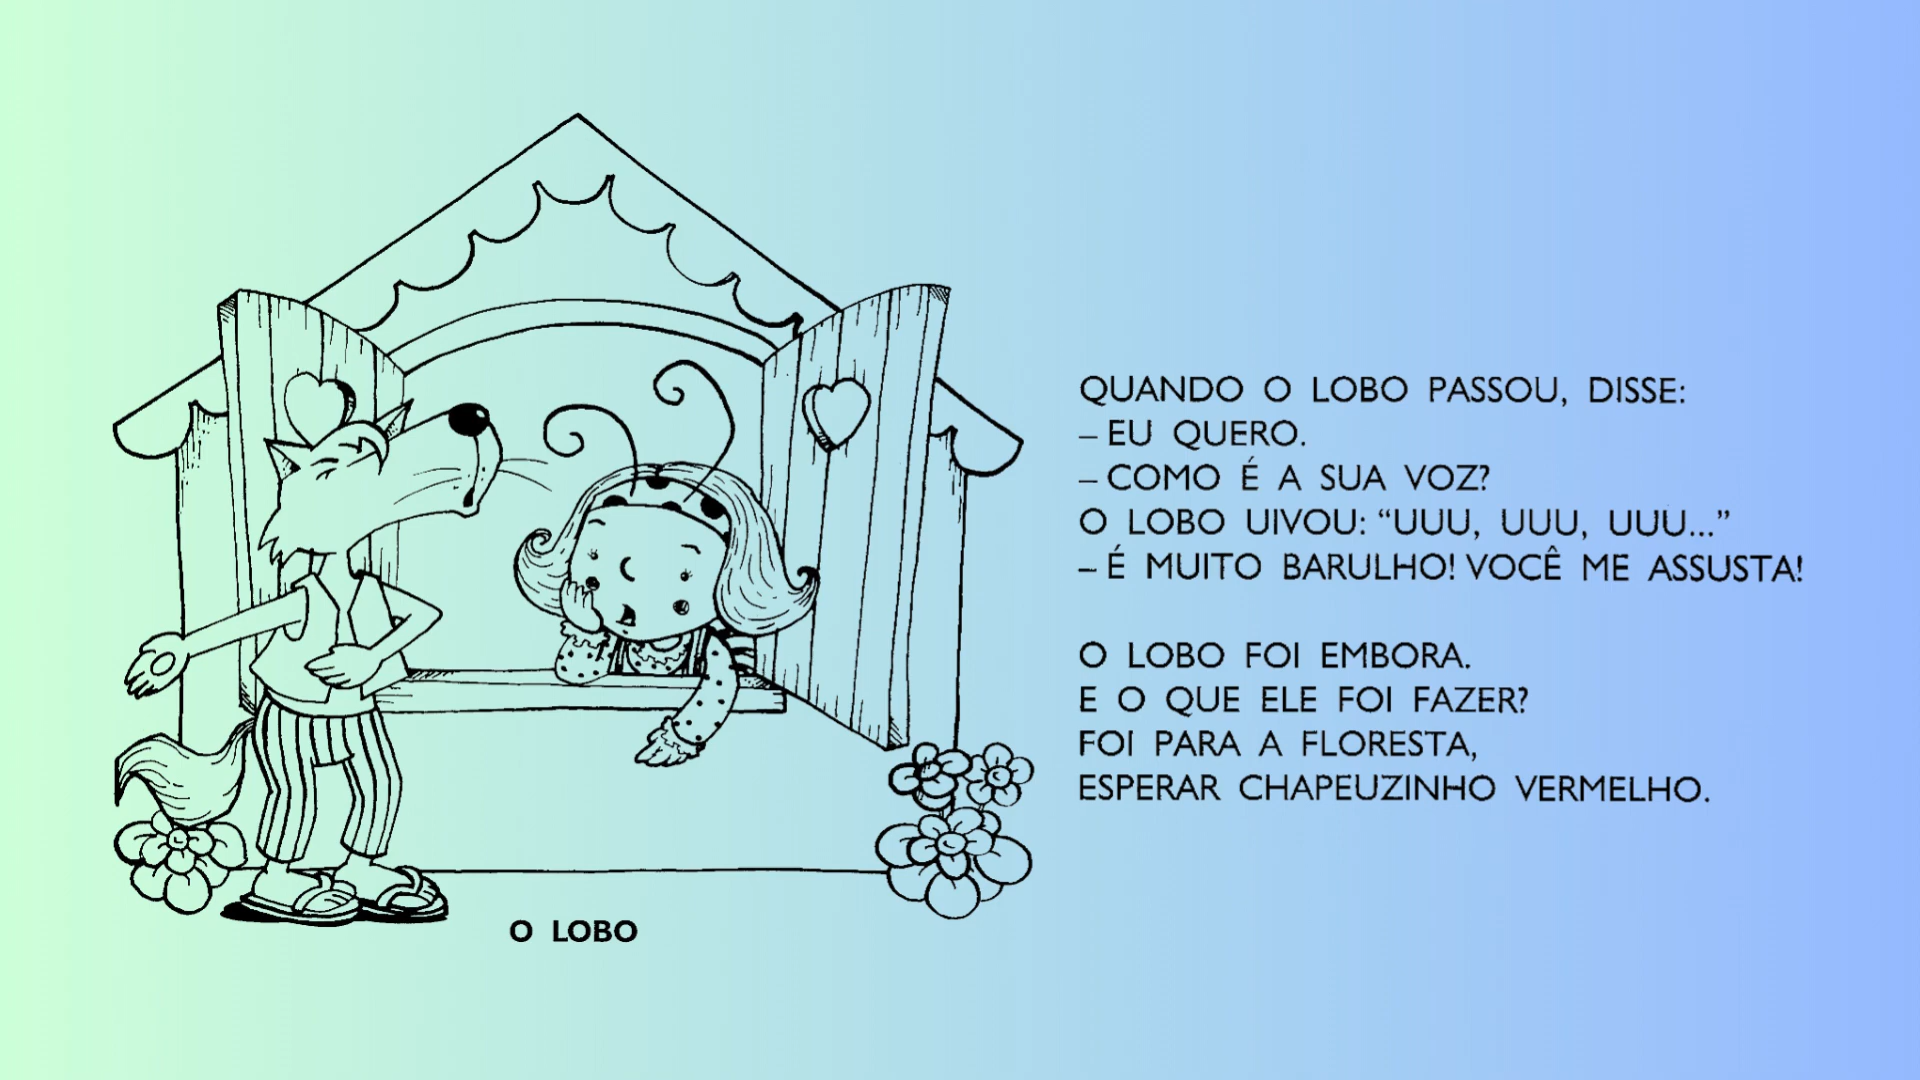 QUANDO O LOBO PASSOU, DISSE:
– EU QUERO.
– COMO É A SUA VOZ?
O LOBO UIVOU: “UUU, UUU, UUU...”
– É MUITO BARULHO! VOCÊ ME ASSUSTA!
O LOBO FOI EMBORA.
E O QUE ELE FOI FAZER?
FOI PARA A FLORESTA,
ESPERAR CHAPEUZINHO VERMELHO.
O LOBO